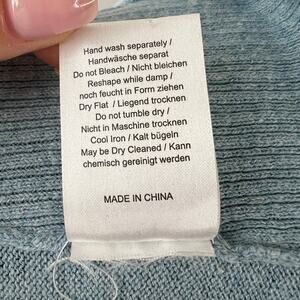 Hand wash separately /
Handwäsche separat
Do not Bleach / Nicht bleichen
Reshape while damp /
noch feucht in Form ziehen
Dry Flat / Liegend trocknen
Do not tumble dry /
Nicht in Maschine trocknen
Cool Iron / Kalt bügeln
May be Dry Cleaned / Kann
chemisch gereinigt werden
MADE IN CHINA